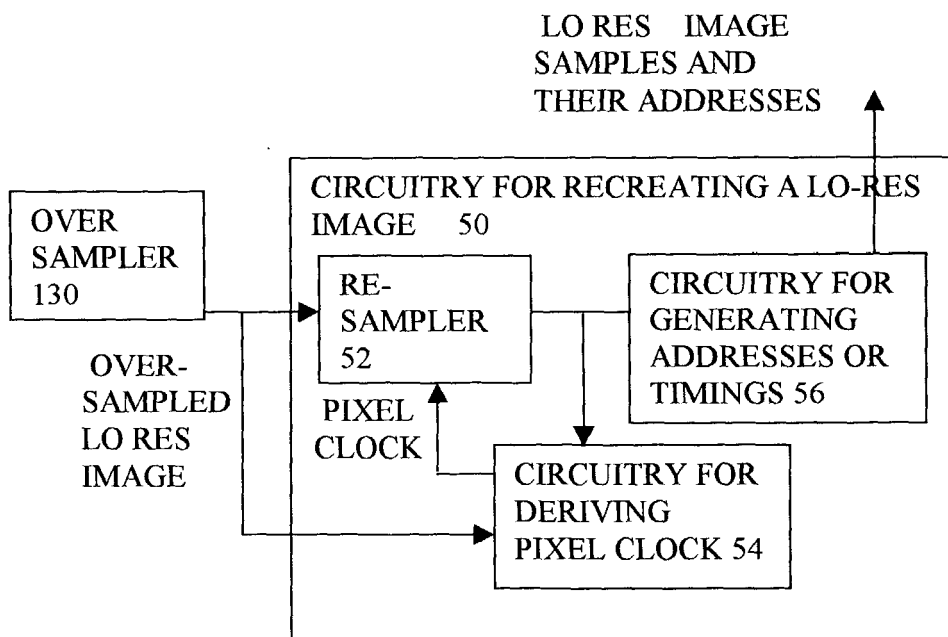 LO RES IMAGE
SAMPLES AND
THEIR ADDRESSES
CIRCUITRY FOR RECREATING A LO-RES
IMAGE 50
OVER
SAMPLER
130
RE-
SAMPLER
52
CIRCUITRY FOR
GENERATING
ADDRESSES OR
TIMINGS 56
OVER-
SAMPLED
LO RES
IMAGE
PIXEL
CLOCK
CIRCUITRY FOR
DERIVING
PIXEL CLOCK 54